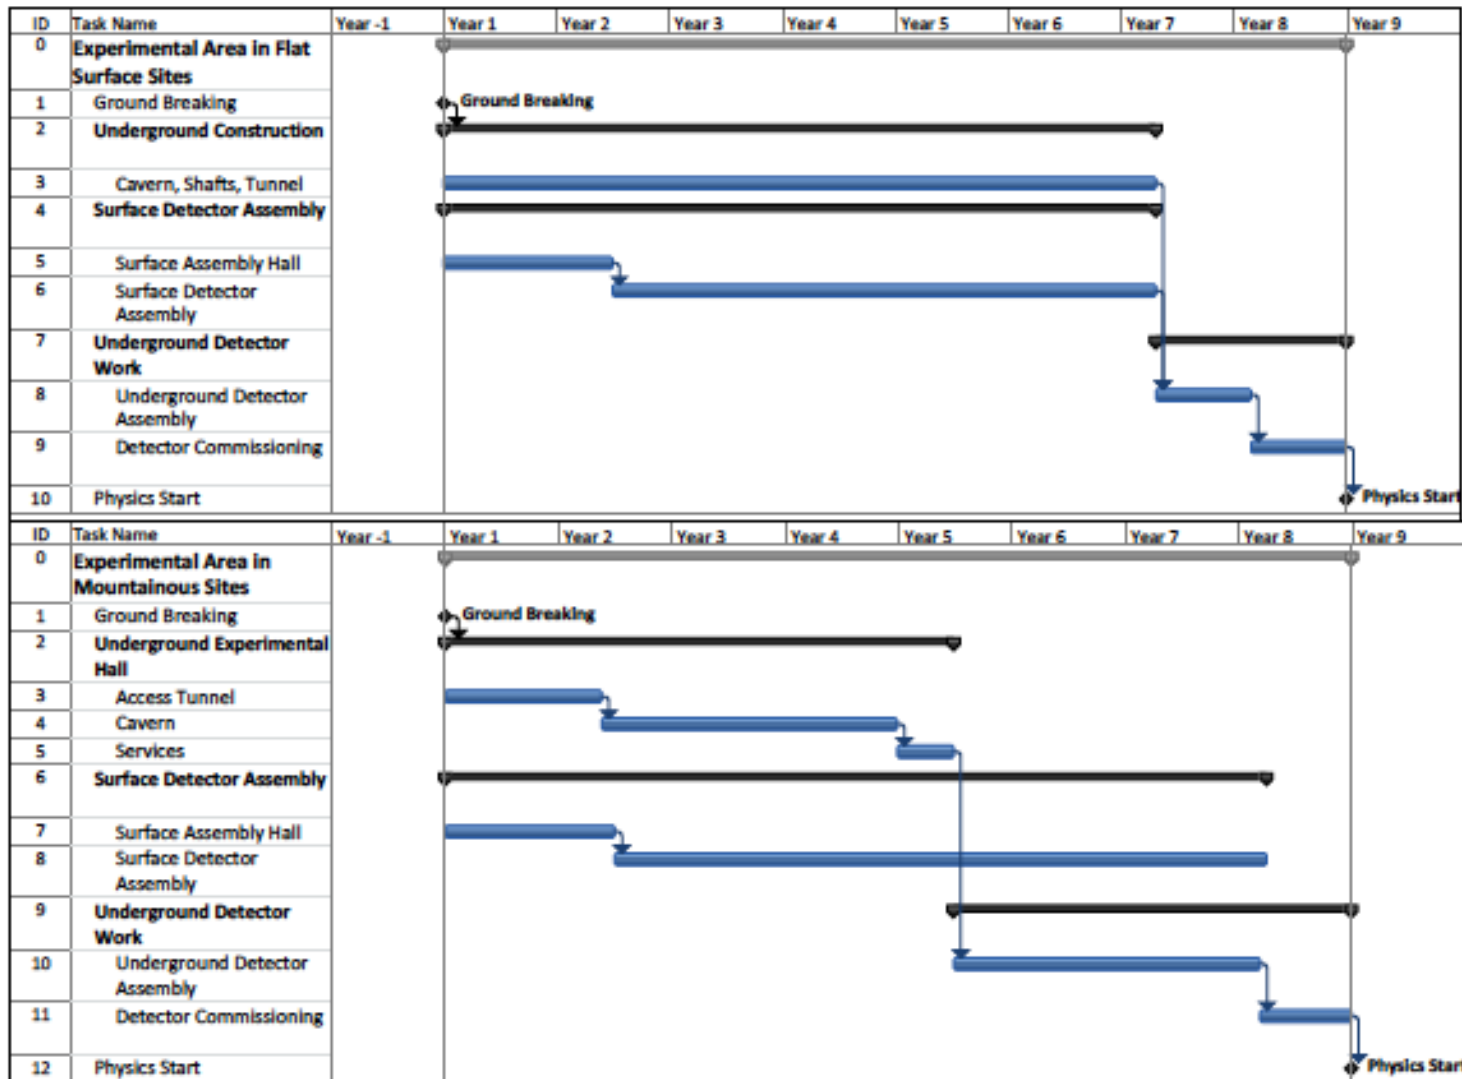 ID Task Name Year -1 Year 1 Year 2 Year 3 Year 4 Year 5 Year 6 Year 7 Year 8 Year 9
0 Experimental Area in Flat
Surface Sites
1 Ground Breaking Ground Breaking
2 Underground Construction
3 Cavern, Shafts, Tunnel
4 Surface Detector Assembly
5 Surface Assembly Hall
6 Surface Detector
Assembly
7 Underground Detector
Work
8 Underground Detector
Assembly
9 Detector Commissioning
10 Physics Start Physics Start
ID Task Name Year -1 Year 1 Year 2 Year 3 Year 4 Year 5 Year 6 Year 7 Year 8 Year 9
0 Experimental Area in
Mountainous Sites
1 Ground Breaking Ground Breaking
2 Underground Experimental
Hall
3 Access Tunnel
4 Cavern
5 Services
6 Surface Detector Assembly
7 Surface Assembly Hall
8 Surface Detector
Assembly
9 Underground Detector
Work
10 Underground Detector
Assembly
11 Detector Commissioning
12 Physics Start Physics Star